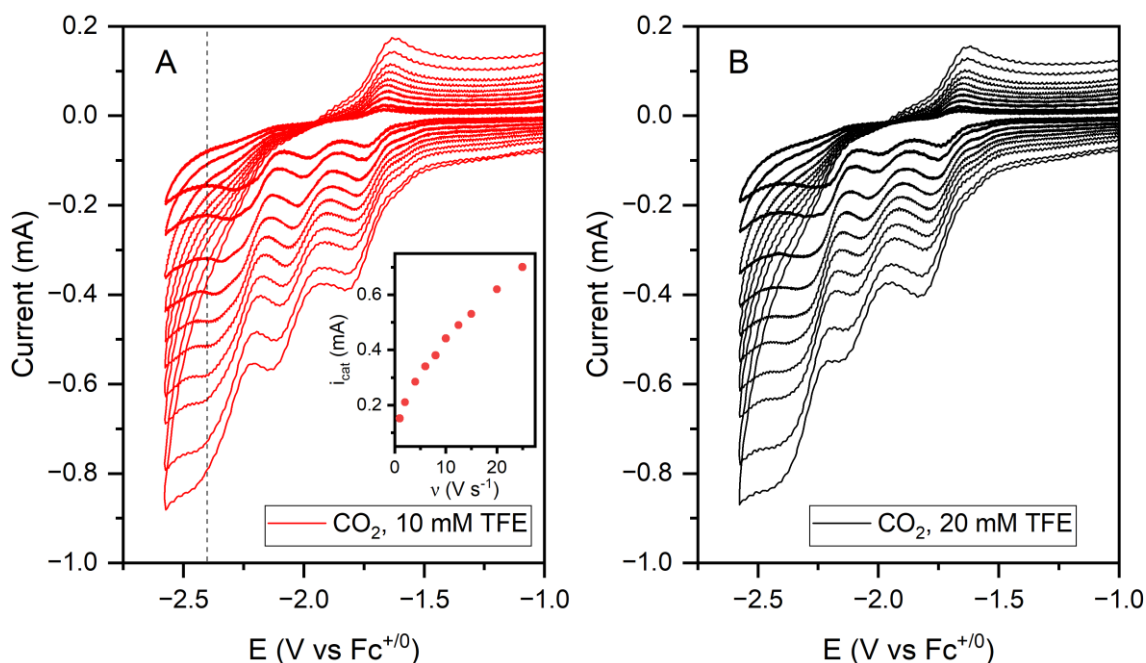 A
0.2
0.0
−0.2
−0.4
−0.6
−0.8
−1.0
Current (mA)
−2.5
−2.0
−1.5
−1.0
E (V vs Fc⁺ᐟ⁰)
i_cat (mA)
0.6
0.4
0.2
0
10
20
ν (V s⁻¹)
CO₂, 10 mM TFE
B
0.2
0.0
−0.2
−0.4
−0.6
−0.8
−1.0
Current (mA)
−2.5
−2.0
−1.5
−1.0
E (V vs Fc⁺ᐟ⁰)
CO₂, 20 mM TFE